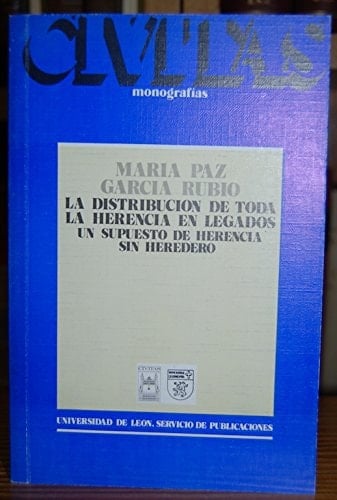 CIVITAS
monografías
MARIA PAZ
GARCIA RUBIO
LA DISTRIBUCION DE TODA
LA HERENCIA EN LEGADOS
UN SUPUESTO DE HERENCIA
SIN HEREDERO
CIVITAS
UNIVERSIDAD DE LEON. SERVICIO DE PUBLICACIONES